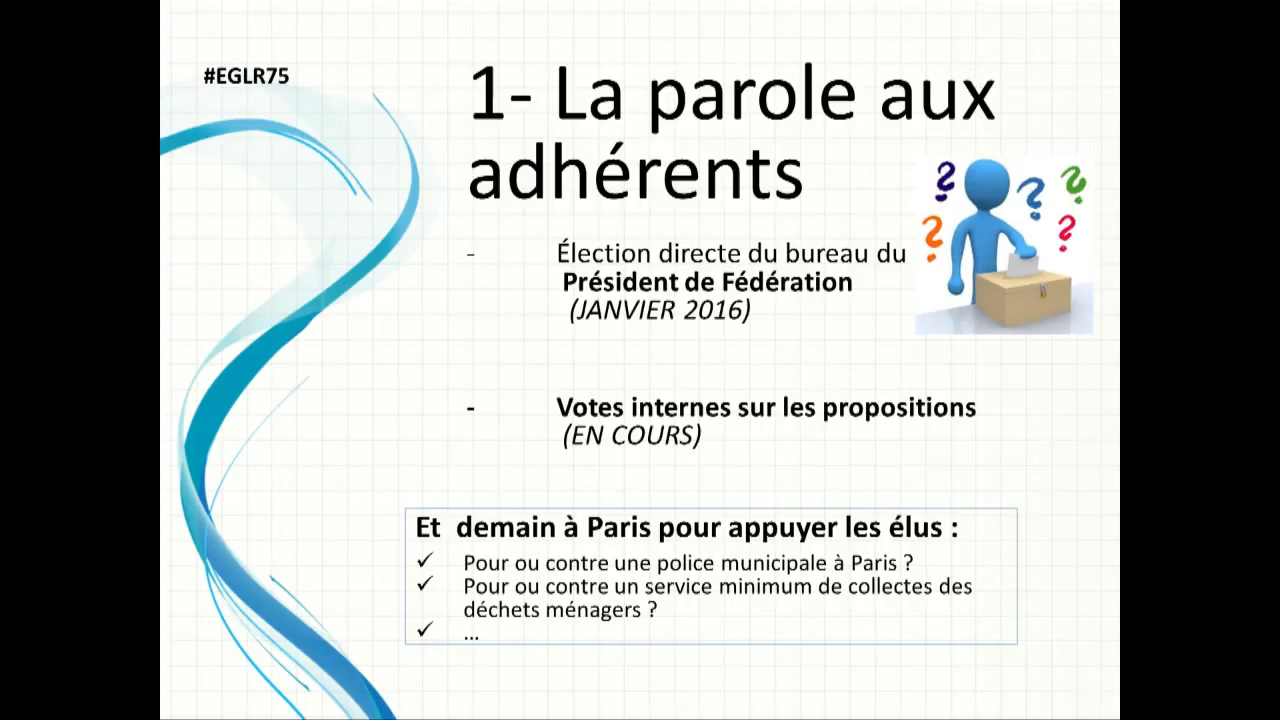 #EGLR75
1- La parole aux
adhérents
- Élection directe du bureau du
Président de Fédération
(JANVIER 2016)
- Votes internes sur les propositions
(EN COURS)
Et demain à Paris pour appuyer les élus :
✓ Pour ou contre une police municipale à Paris ?
✓ Pour ou contre un service minimum de collectes des
déchets ménagers ?
✓ ...